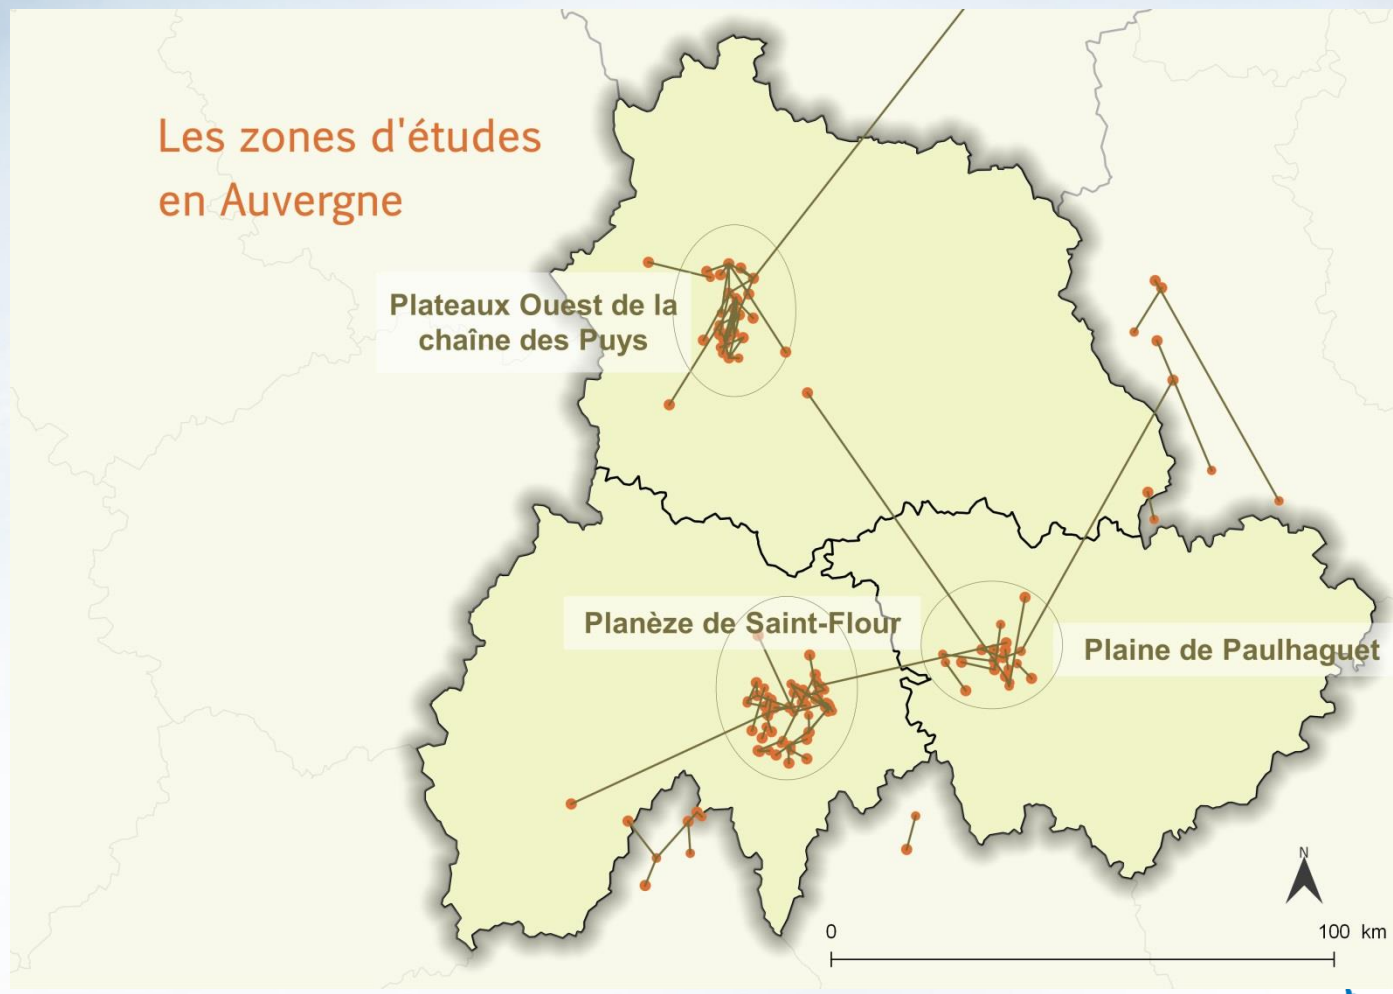 Les zones d'études
en Auvergne
Plateaux Ouest de la
chaîne des Puys
Planèze de Saint-Flour
Plaine de Paulhaguet
N
0 100 km